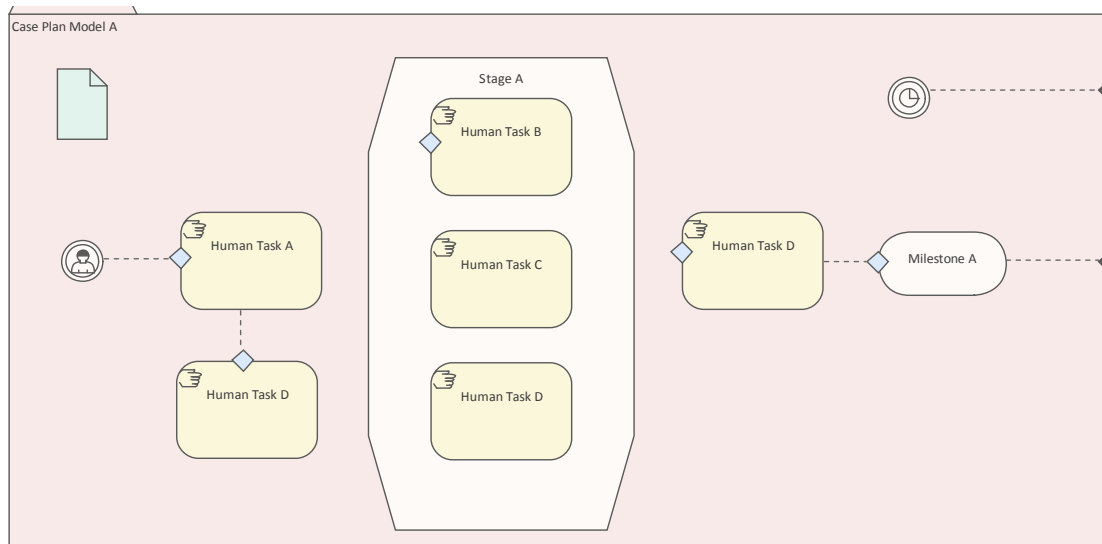 Case Plan Model A
Stage A
Human Task B
Human Task A
Human Task C
Human Task D
Milestone A
Human Task D
Human Task D